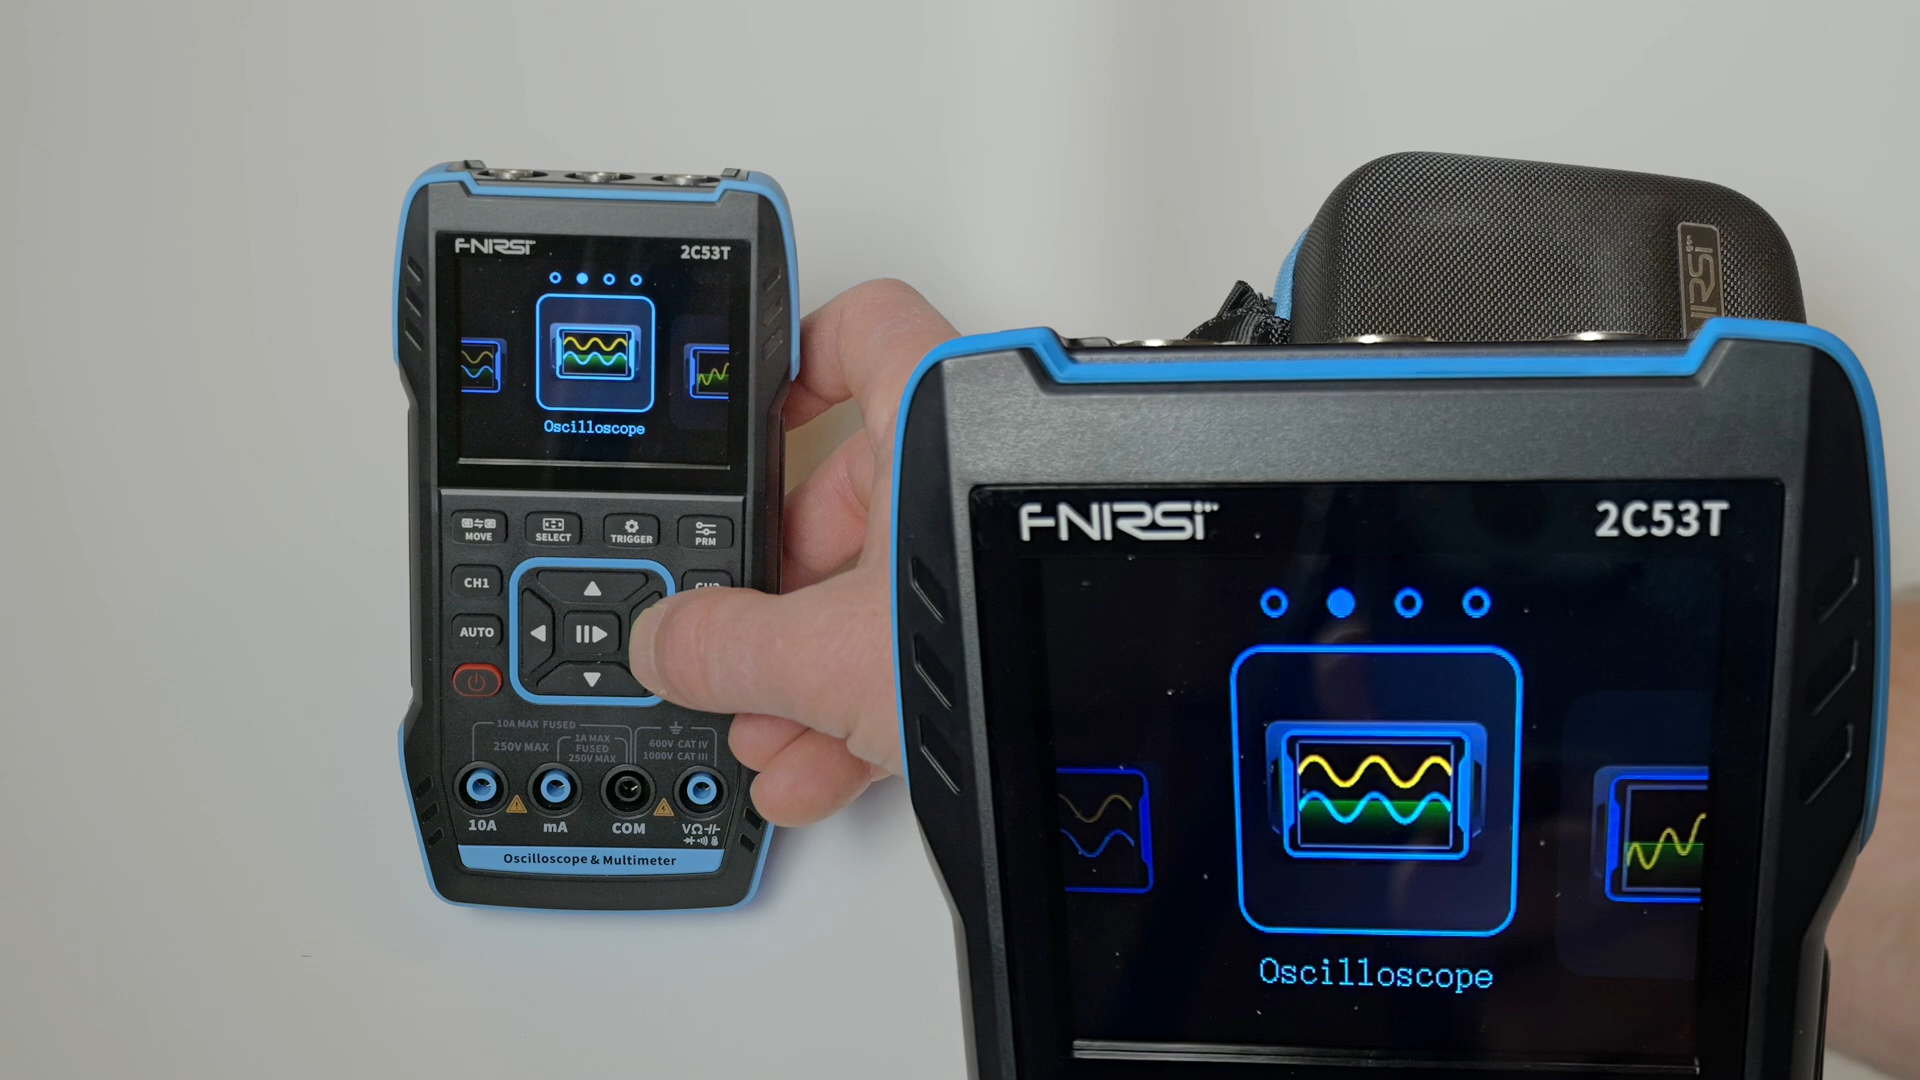 FNIRSI
2C53T
Oscilloscope
MOVE
SELECT
TRIGGER
PRM
CH1
AUTO
10A MAX FUSED
250V MAX
1A MAX
FUSED
250V MAX
600V CAT IV
1000V CAT III
10A
mA
COM
VΩ
Oscilloscope & Multimeter
FNIRSI
2C53T
Oscilloscope